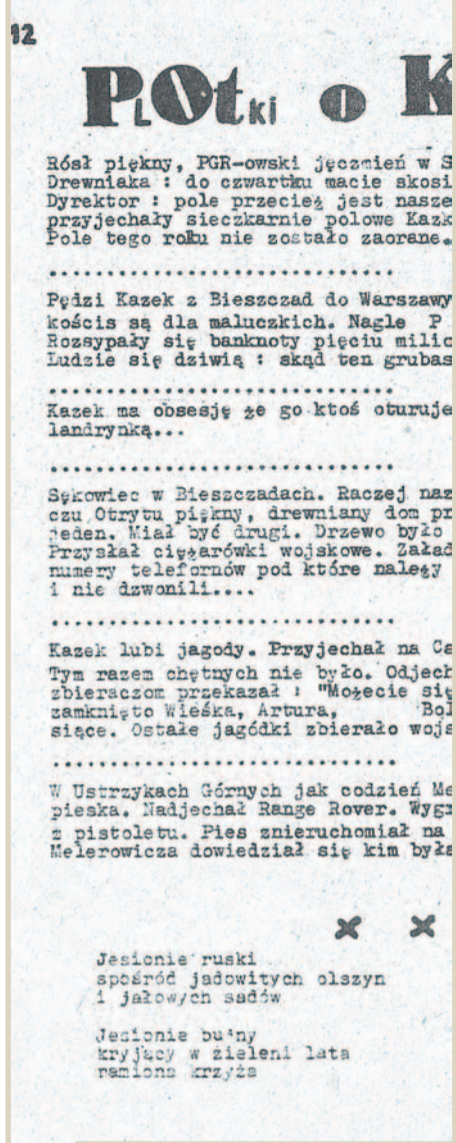 12
PLOtki o K
Rósł piękny, PGR-owski jęczmień w S
Drewniaka : do czwartku macie skosi
Dyrektor : pole przecież jest nasze
przyjechały sieczkarnie polowe Kazk
Pole tego roku nie zostało zaorane.
..............................
Pędzi Kazek z Bieszczad do Warszawy
kościs są dla maluczkich. Nagle P
Rozsypały się banknoty pięciu milic
Ludzie się dziwią : skąd ten grubas
..............................
Kazek ma obsesję że go ktoś oturuje
landrynką...
..............................
Sękowiec w Bieszczadach. Raczej naz
czu Otrytu piękny, drewniany dom pr
jeden. Miał być drugi. Drzewo było
Przysłał ciężarówki wojskowe. Załad
numery telefornów pod które należy
i nie dzwonili....
..............................
Kazek lubi jagody. Przyjechał na Ca
Tym razem chętnych nie było. Odjech
zbieraczom przekazał : "Możecie się
zamknięto Wieśka, Artura, Bol
siące. Ostałe jagódki zbierało wojs
..............................
W Ustrzykach Górnych jak codzień Me
pieska. Nadjechał Range Rover. Wygr
z pistoletu. Pies znieruchomiał na
Melerowicza dowiedział się kim była
x x
Jesionie ruski
spośród jadowitych olszyn
i jałowych sadów
Jesionie bujny
kryjący w zieleni lata
ramiona krzyża